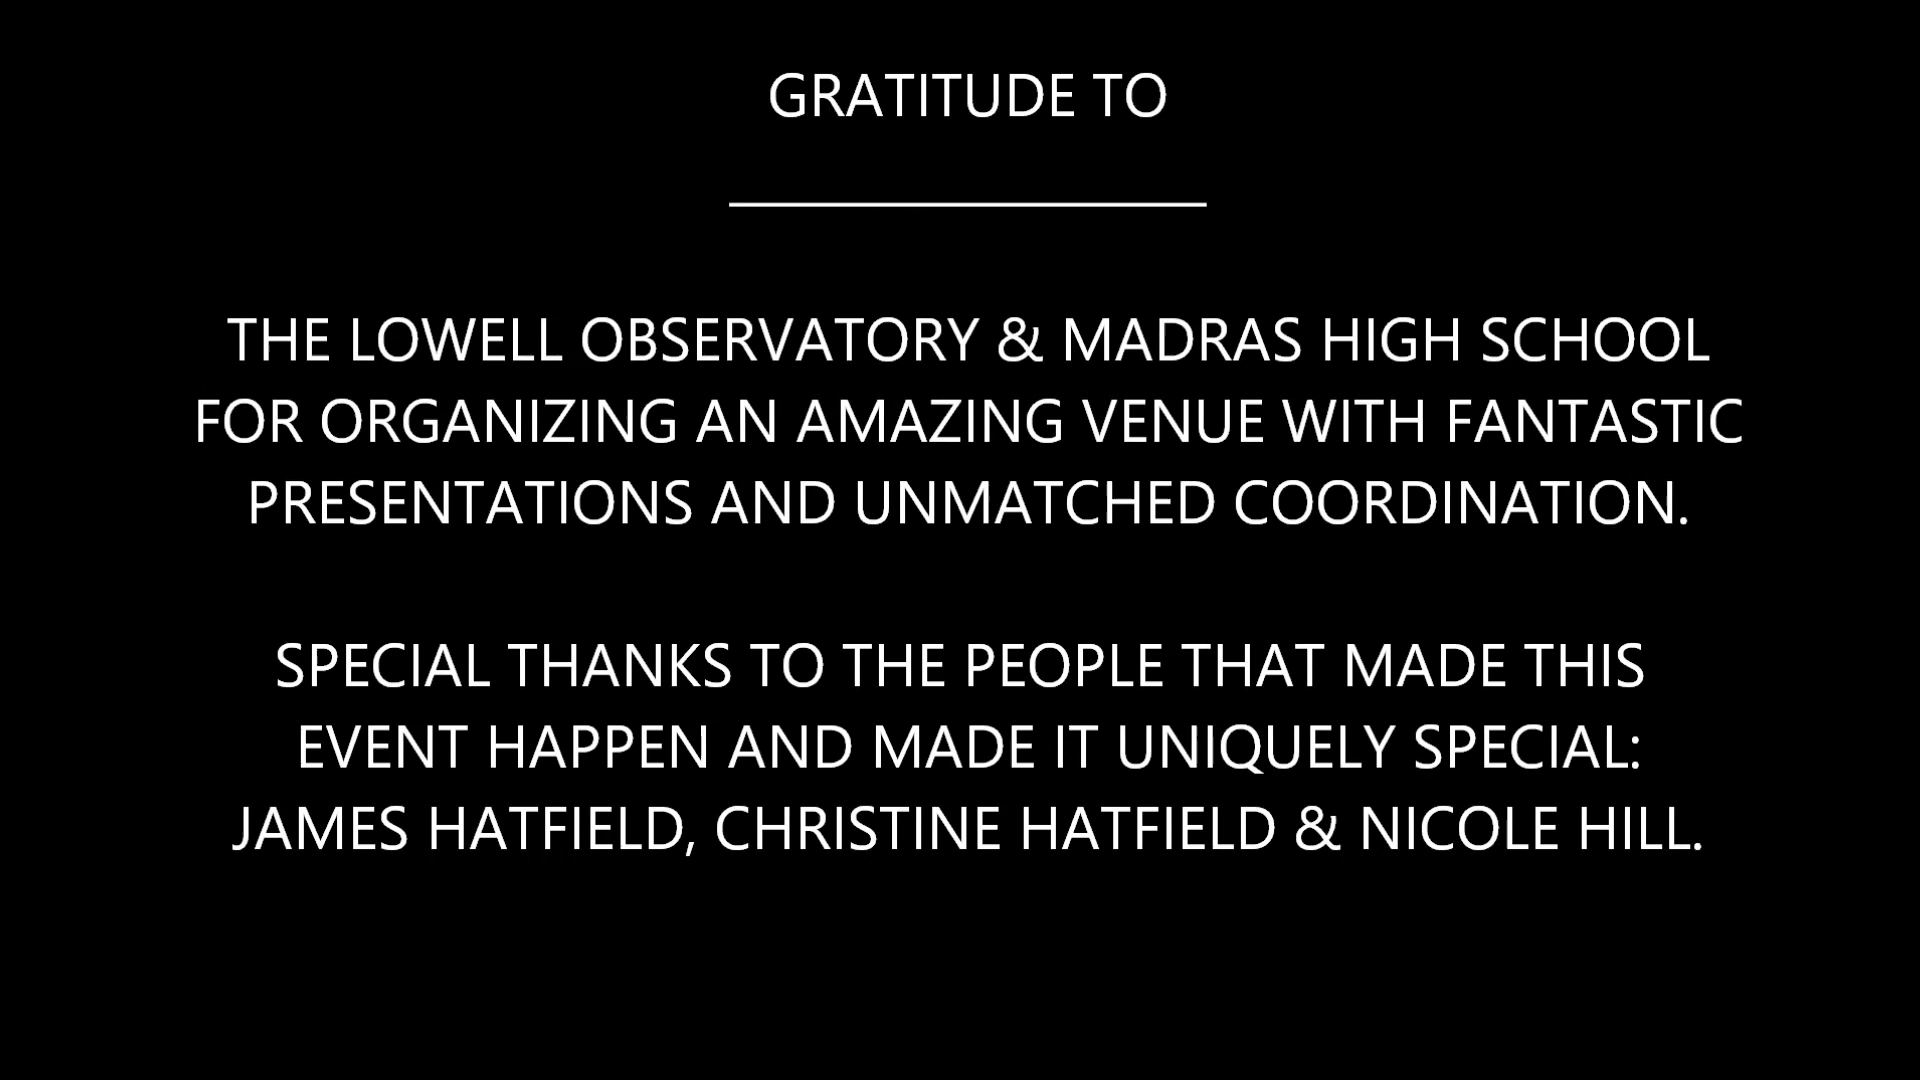 GRATITUDE TO
THE LOWELL OBSERVATORY & MADRAS HIGH SCHOOL
FOR ORGANIZING AN AMAZING VENUE WITH FANTASTIC
PRESENTATIONS AND UNMATCHED COORDINATION.
SPECIAL THANKS TO THE PEOPLE THAT MADE THIS
EVENT HAPPEN AND MADE IT UNIQUELY SPECIAL:
JAMES HATFIELD, CHRISTINE HATFIELD & NICOLE HILL.